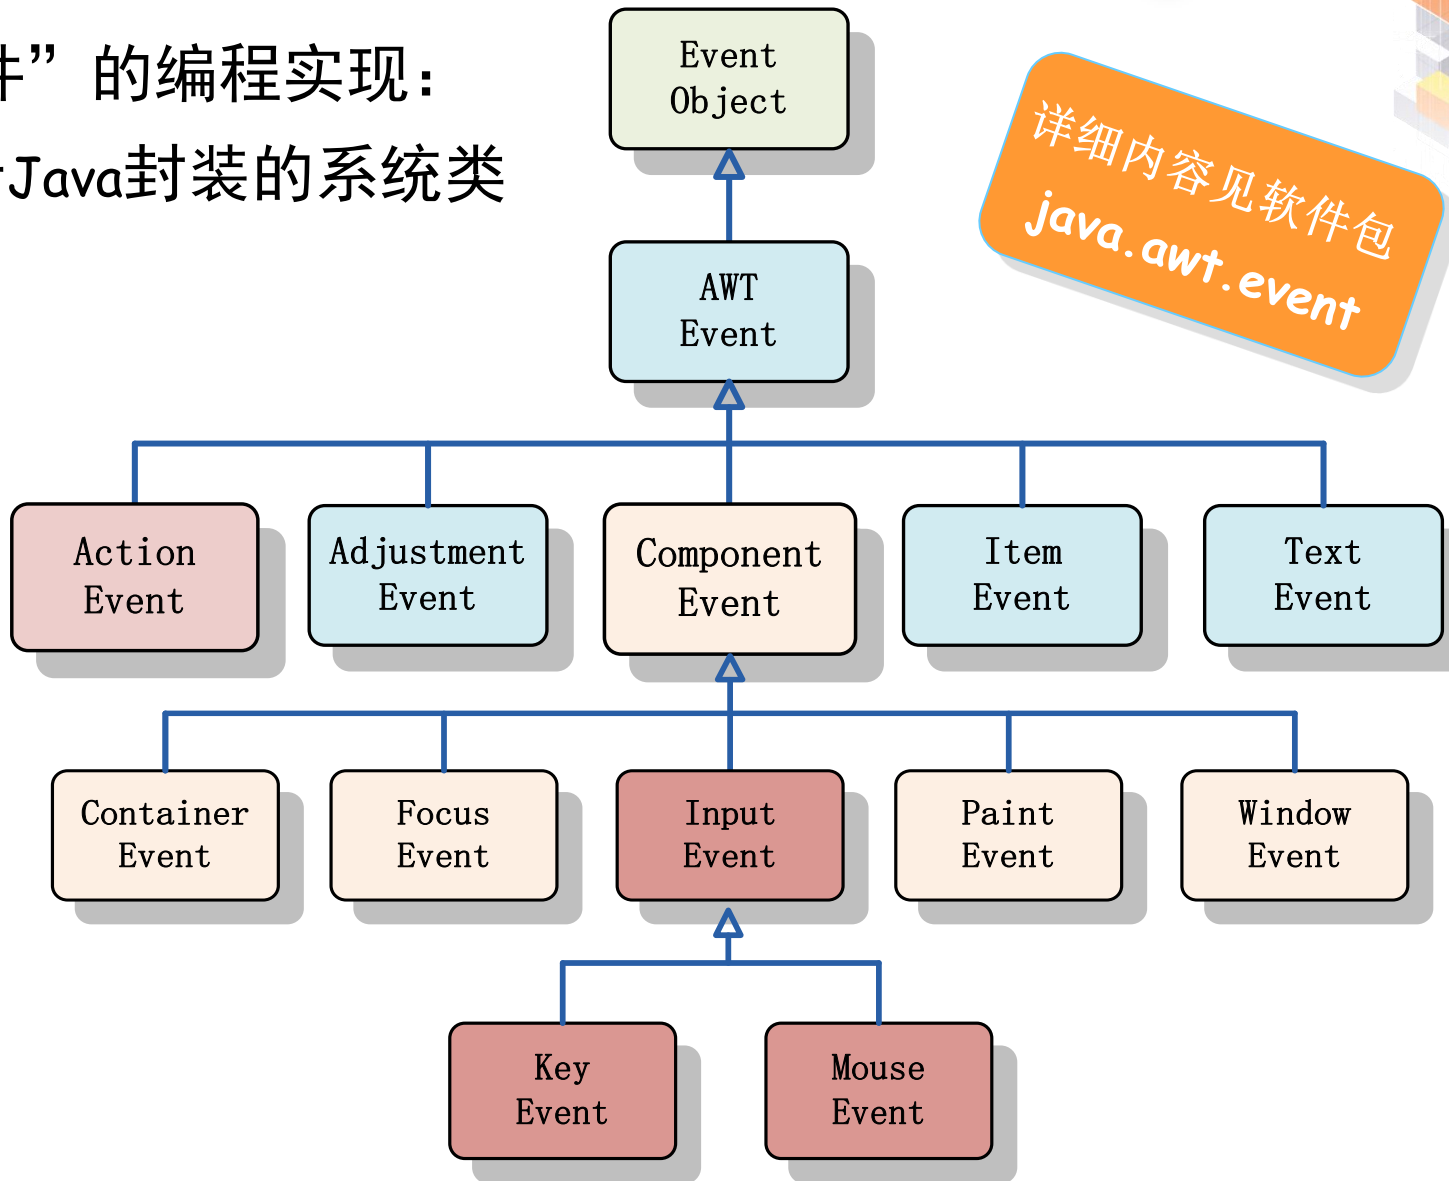 件”的编程实现：
Java封装的系统类
详细内容见软件包
java.awt.event
Event
Object
AWT
Event
Action
Event
Adjustment
Event
Component
Event
Item
Event
Text
Event
Container
Event
Focus
Event
Input
Event
Paint
Event
Window
Event
Key
Event
Mouse
Event